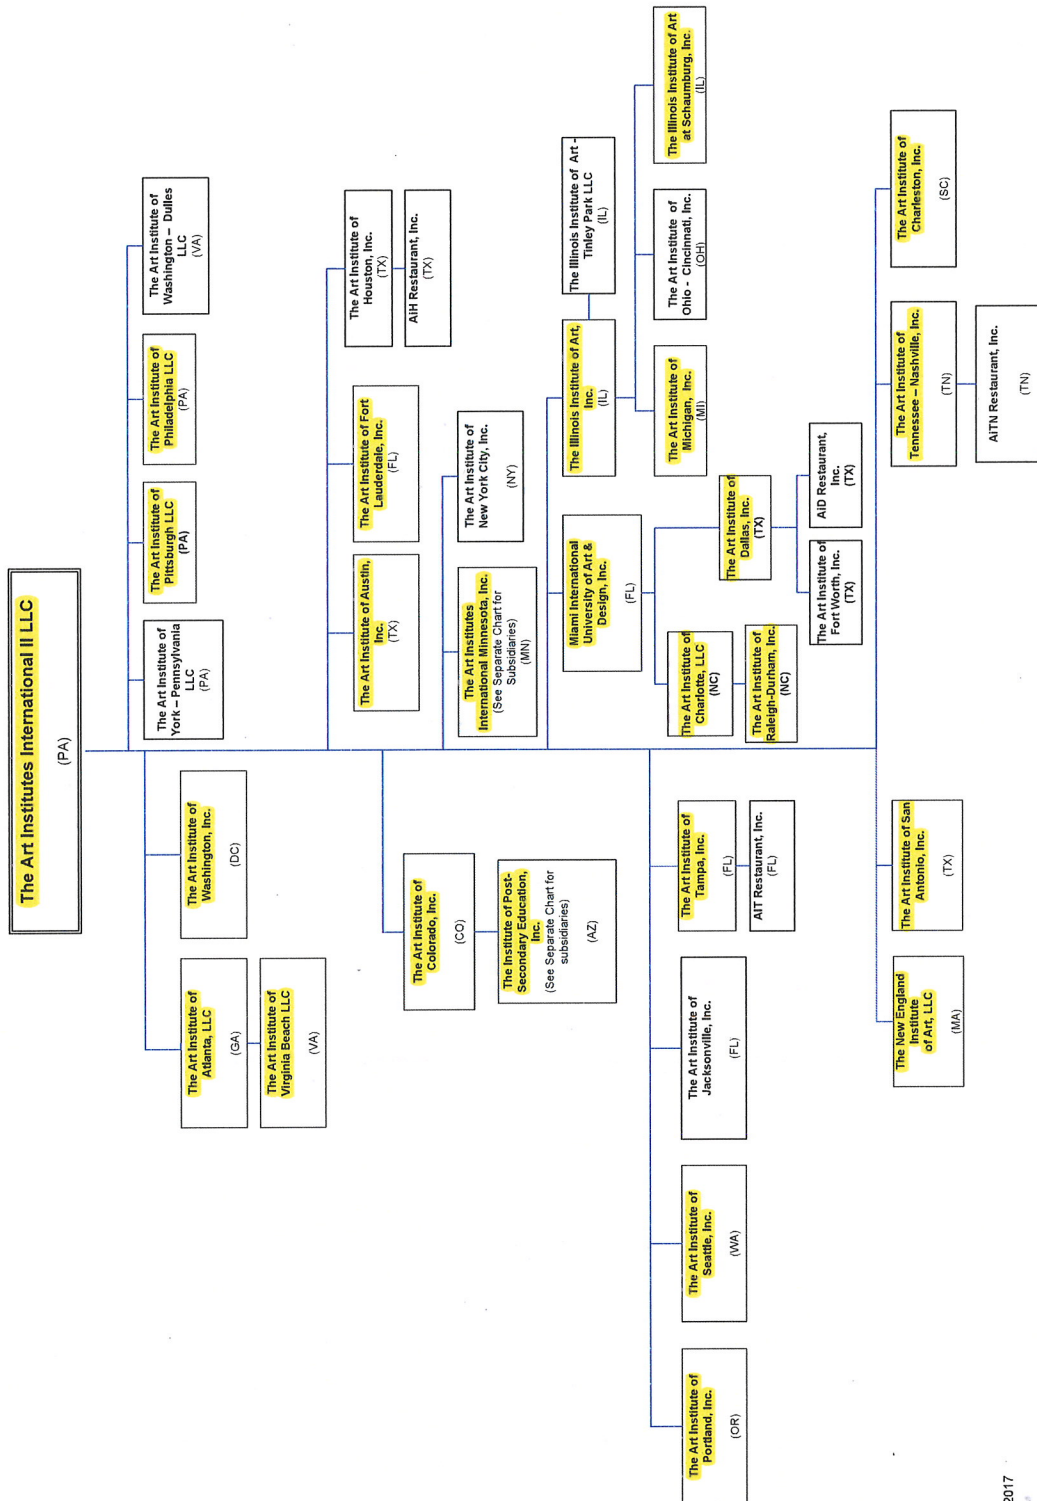 The Art Institutes International II LLC
(PA)
The Art Institute of
York – Pennsylvania
LLC
(PA)
The Art Institute of
Pittsburgh LLC
(PA)
The Art Institute of
Philadelphia LLC
(PA)
The Art Institute of
Washington – Dulles
LLC
(VA)
The Art Institute of
Atlanta, LLC
(GA)
The Art Institute of
Virginia Beach LLC
(VA)
The Art Institute of
Washington, Inc.
(DC)
The Art Institute of Austin,
Inc.
(TX)
The Art Institute of Fort
Lauderdale, Inc.
(FL)
The Art Institute of
Houston, Inc.
(TX)
AiH Restaurant, Inc.
(TX)
The Art Institute of
Colorado, Inc.
(CO)
The Institute of Post-
Secondary Education,
Inc.
(See Separate Chart for
subsidiaries)
(AZ)
The Art Institutes
International Minnesota, Inc.
(See Separate Chart for
Subsidiaries)
(MN)
The Art Institute of
New York City, Inc.
(NY)
Miami International
University of Art &
Design, Inc.
(FL)
The Art Institute of
Charlotte, LLC
(NC)
The Art Institute of
Raleigh-Durham, Inc.
(NC)
The Art Institute of
Dallas, Inc.
(TX)
The Art Institute of
Fort Worth, Inc.
(TX)
AiD Restaurant,
Inc.
(TX)
The Illinois Institute of Art,
Inc.
(IL)
The Illinois Institute of Art -
Tinley Park LLC
(IL)
The Art Institute of
Michigan, Inc.
(MI)
The Art Institute of
Ohio - Cincinnati, Inc.
(OH)
The Illinois Institute of Art
at Schaumburg, Inc.
(IL)
The Art Institute of
Portland, Inc.
(OR)
The Art Institute of
Seattle, Inc.
(WA)
The Art Institute of
Jacksonville, Inc.
(FL)
The Art Institute of
Tampa, Inc.
(FL)
AIT Restaurant, Inc.
(FL)
The New England
Institute
of Art, LLC
(MA)
The Art Institute of San
Antonio, Inc.
(TX)
The Art Institute of
Tennessee – Nashville, Inc.
(TN)
AiTN Restaurant, Inc.
(TN)
The Art Institute of
Charleston, Inc.
(SC)
2017